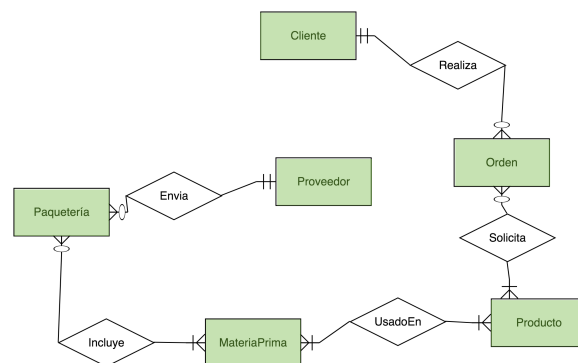 Cliente
Realiza
Orden
Proveedor
Envia
Paquetería
Solicita
Producto
UsadoEn
MateriaPrima
Incluye